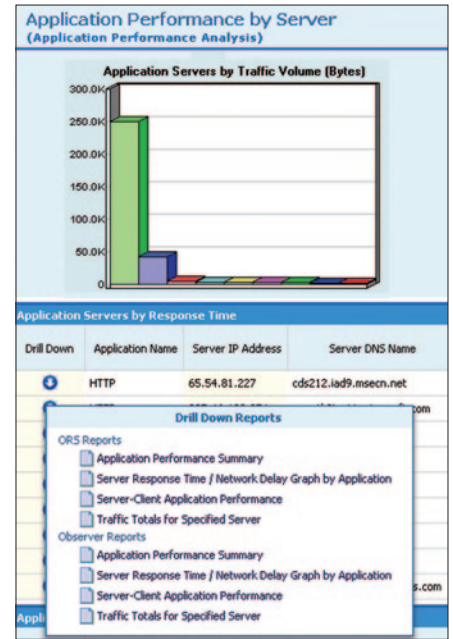 Application Performance by Server
(Application Performance Analysis)
Application Servers by Traffic Volume (Bytes)
300.0K
250.0K
200.0K
150.0K
100.0K
50.0K
0
Application Servers by Response Time
Drill Down Application Name Server IP Address Server DNS Name
HTTP 65.54.81.227 cds212.iad9.msecn.net
.com
Drill Down Reports
ORS Reports
Application Performance Summary
Server Response Time / Network Delay Graph by Application
Server-Client Application Performance
Traffic Totals for Specified Server
Observer Reports
Application Performance Summary
Server Response Time / Network Delay Graph by Application
Server-Client Application Performance
Traffic Totals for Specified Server
s.com
Appli